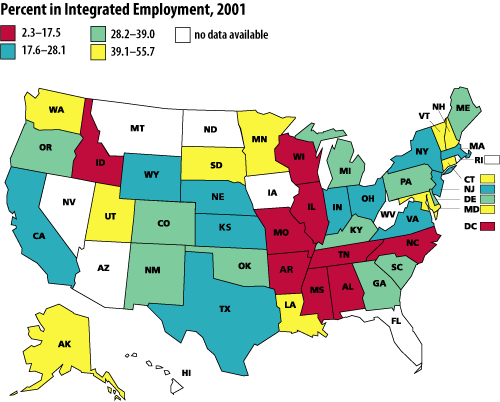 Percent in Integrated Employment, 2001
2.3–17.5
28.2–39.0
no data available
17.6–28.1
39.1–55.7
WA
MT
ND
MN
VT
NH
ME
OR
ID
SD
WI
MI
NY
MA
RI
WY
IA
PA
CT
NV
NE
IL
IN
OH
NJ
UT
CO
KS
MO
KY
WV
VA
DE
MD
CA
AZ
NM
OK
AR
TN
NC
DC
TX
LA
MS
AL
GA
SC
FL
AK
HI